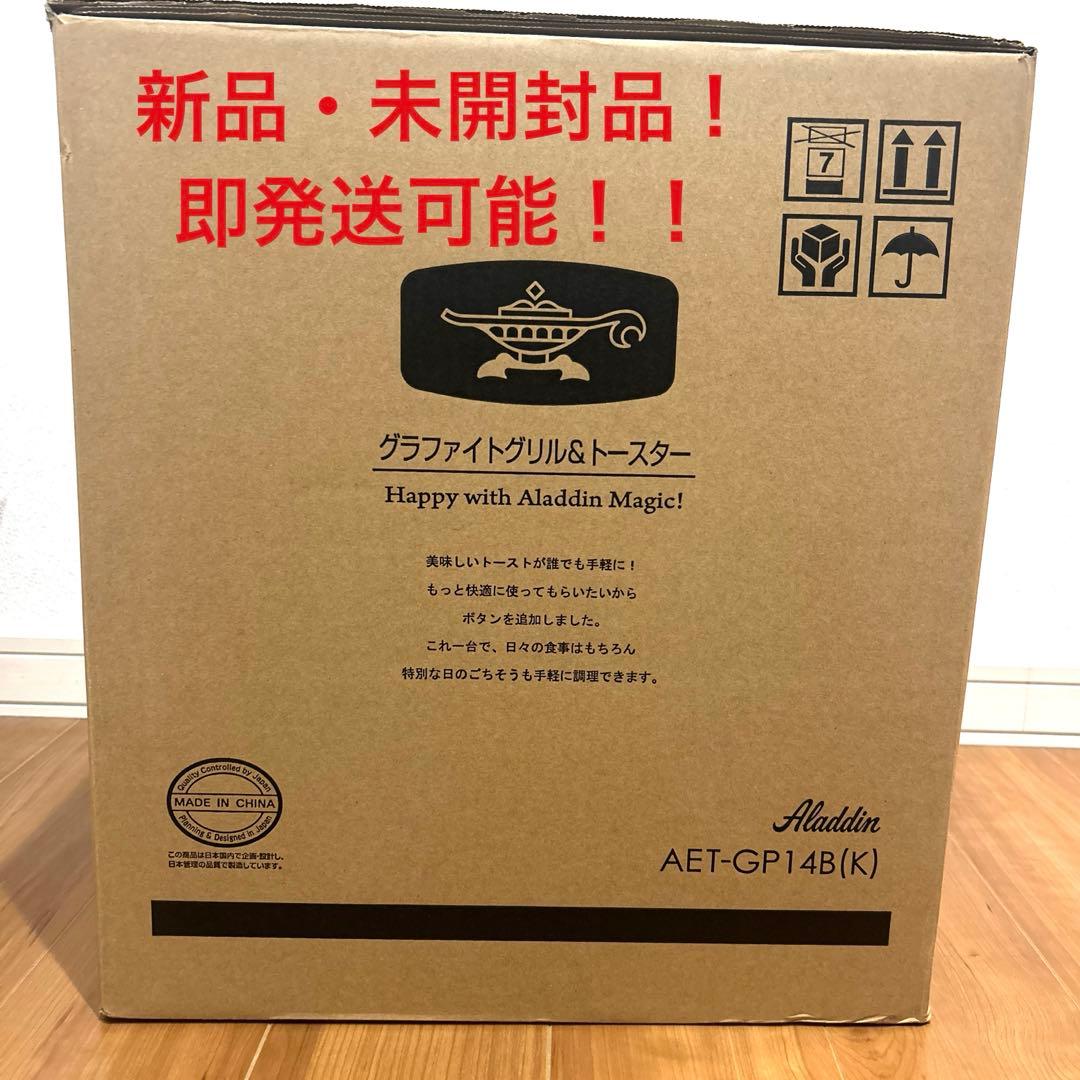 新品・未開封品！
即発送可能！！
7
グラファイトグリル&トースター
Happy with Aladdin Magic!
美味しいトーストが誰でも手軽に！
もっと快適に使ってもらいたいから
ボタンを追加しました。
これ一台で、日々の食事はもちろん
特別な日のごちそうも手軽に調理できます。
Quality Controlled by Japan
MADE IN CHINA
Planning & Designed in Japan
この商品は日本国内で企画・設計し、
日本管理の品質で製造しています。
Aladdin
AET-GP14B(K)